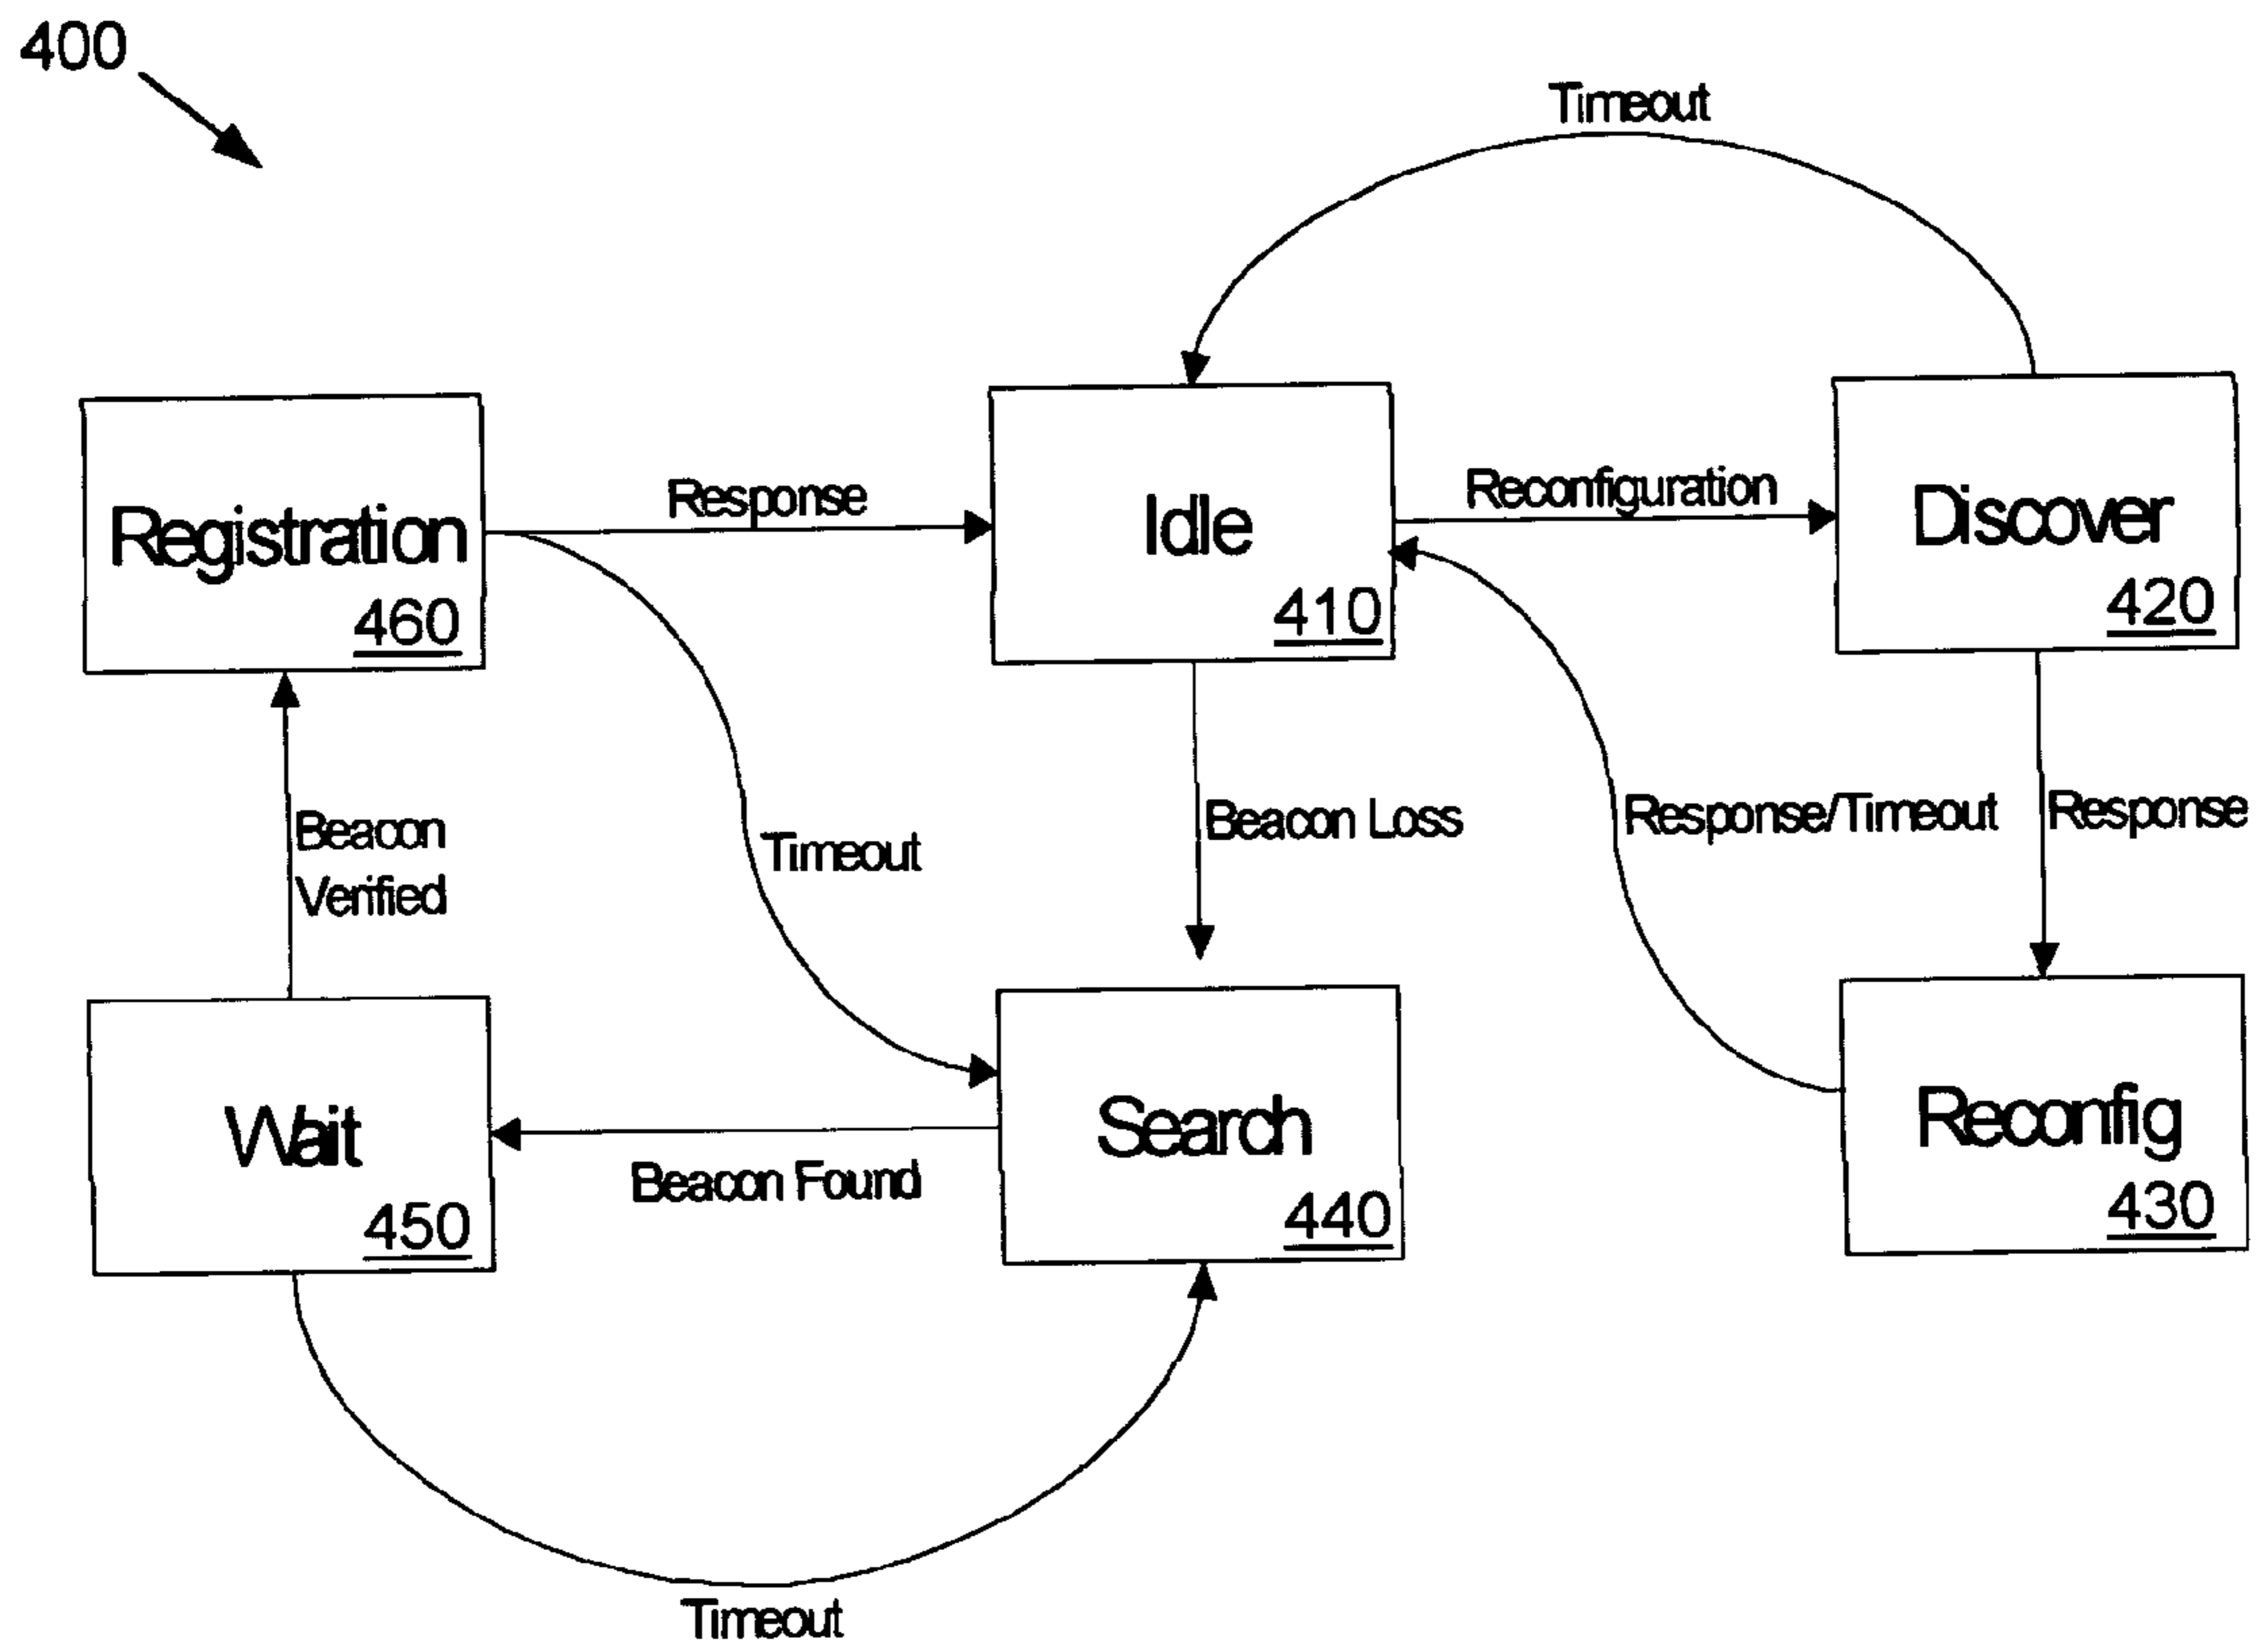 400
Timeout
Registration
460
Response
Idle
410
Reconfiguration
Discover
420
Beacon
Verified
Timeout
Beacon Loss
Response/Timeout
Response
Wait
450
Beacon Found
Search
440
Reconfig
430
Timeout